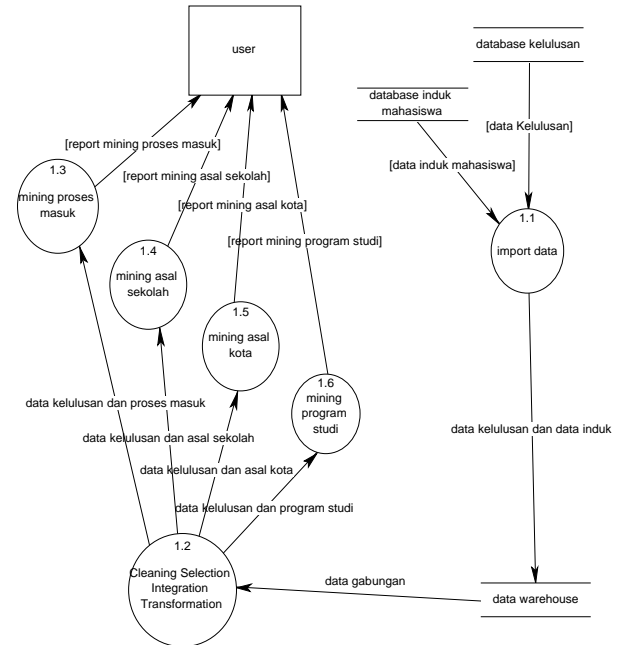 user
database kelulusan
database induk
mahasiswa
[data Kelulusan]
[report mining proses masuk]
[data induk mahasiswa]
1.3
mining proses
masuk
[report mining asal sekolah]
[report mining asal kota]
1.1
import data
[report mining program studi]
1.4
mining asal
sekolah
1.5
mining asal
kota
1.6
mining
program
studi
data kelulusan dan proses masuk
data kelulusan dan data induk
data kelulusan dan asal sekolah
data kelulusan dan asal kota
data kelulusan dan program studi
1.2
Cleaning Selection
Integration
Transformation
data gabungan
data warehouse